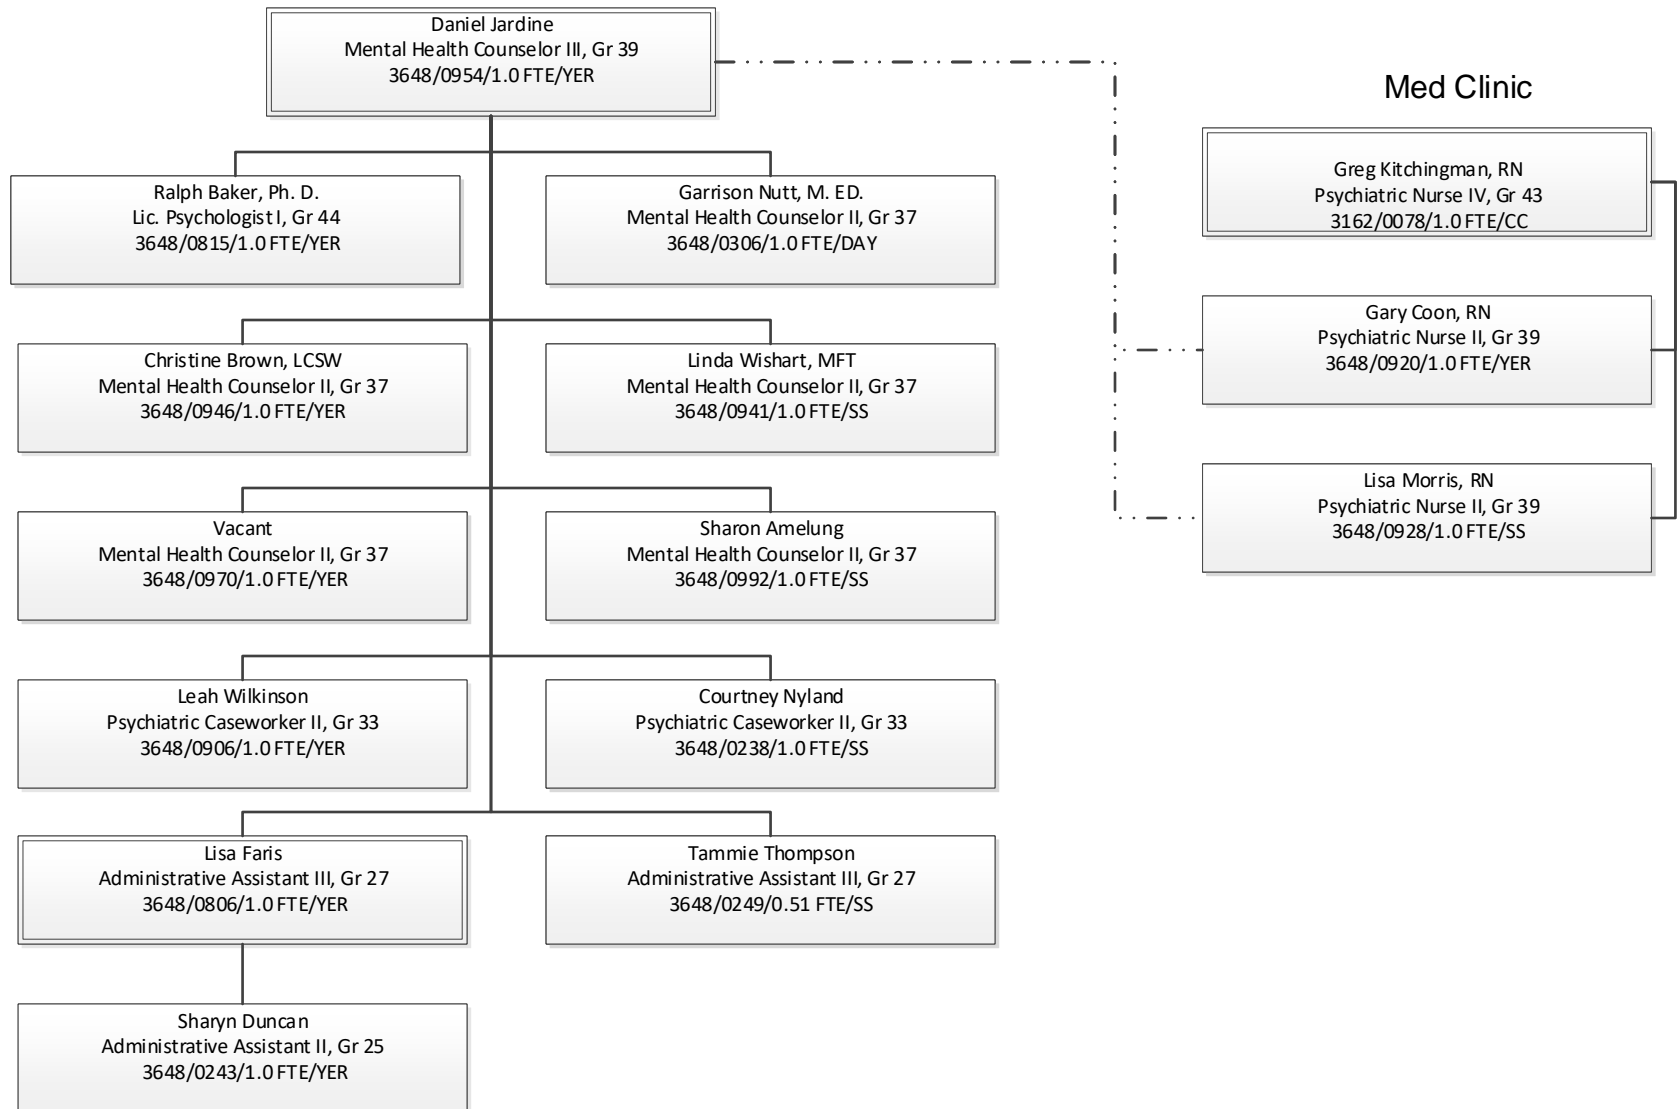 Daniel Jardine
Mental Health Counselor III, Gr 39
3648/0954/1.0 FTE/YER
Ralph Baker, Ph. D.
Lic. Psychologist I, Gr 44
3648/0815/1.0 FTE/YER
Garrison Nutt, M. ED.
Mental Health Counselor II, Gr 37
3648/0306/1.0 FTE/DAY
Christine Brown, LCSW
Mental Health Counselor II, Gr 37
3648/0946/1.0 FTE/YER
Linda Wishart, MFT
Mental Health Counselor II, Gr 37
3648/0941/1.0 FTE/SS
Vacant
Mental Health Counselor II, Gr 37
3648/0970/1.0 FTE/YER
Sharon Amelung
Mental Health Counselor II, Gr 37
3648/0992/1.0 FTE/SS
Leah Wilkinson
Psychiatric Caseworker II, Gr 33
3648/0906/1.0 FTE/YER
Courtney Nyland
Psychiatric Caseworker II, Gr 33
3648/0238/1.0 FTE/SS
Lisa Faris
Administrative Assistant III, Gr 27
3648/0806/1.0 FTE/YER
Tammie Thompson
Administrative Assistant III, Gr 27
3648/0249/0.51 FTE/SS
Sharyn Duncan
Administrative Assistant II, Gr 25
3648/0243/1.0 FTE/YER
Med Clinic
Greg Kitchingman, RN
Psychiatric Nurse IV, Gr 43
3162/0078/1.0 FTE/CC
Gary Coon, RN
Psychiatric Nurse II, Gr 39
3648/0920/1.0 FTE/YER
Lisa Morris, RN
Psychiatric Nurse II, Gr 39
3648/0928/1.0 FTE/SS